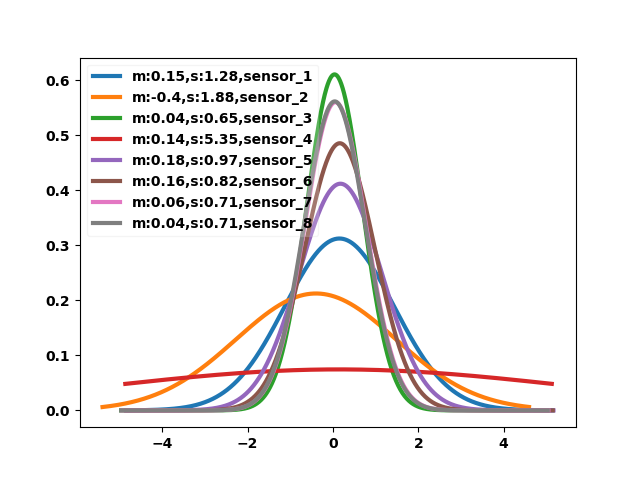 m:0.15,s:1.28,sensor_1
m:-0.4,s:1.88,sensor_2
m:0.04,s:0.65,sensor_3
m:0.14,s:5.35,sensor_4
m:0.18,s:0.97,sensor_5
m:0.16,s:0.82,sensor_6
m:0.06,s:0.71,sensor_7
m:0.04,s:0.71,sensor_8
0.6
0.5
0.4
0.3
0.2
0.1
0.0
−4 −2 0 2 4